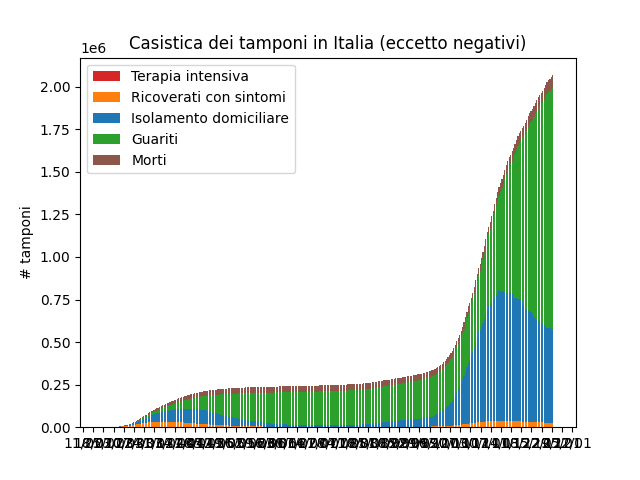 1e6
Casistica dei tamponi in Italia (eccetto negativi)
Terapia intensiva
Ricoverati con sintomi
Isolamento domiciliare
Guariti
Morti
2.00
1.75
1.50
1.25
1.00
0.75
0.50
0.25
0.00
# tamponi